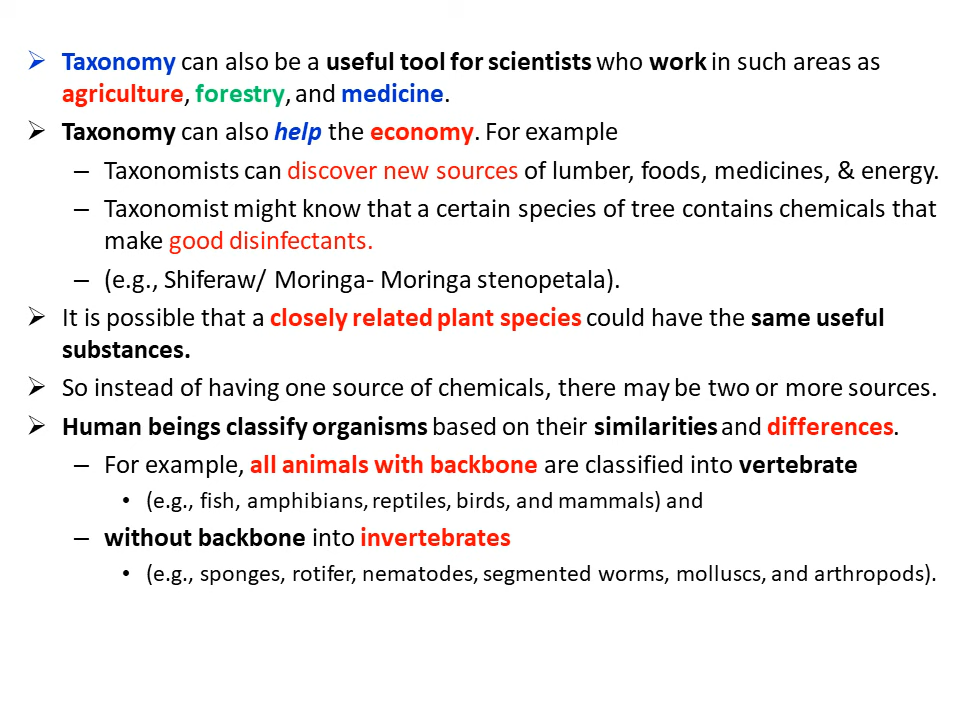 ➢ Taxonomy can also be a useful tool for scientists who work in such areas as
agriculture, forestry, and medicine.
➢ Taxonomy can also help the economy. For example
– Taxonomists can discover new sources of lumber, foods, medicines, & energy.
– Taxonomist might know that a certain species of tree contains chemicals that
make good disinfectants.
– (e.g., Shiferaw/ Moringa- Moringa stenopetala).
➢ It is possible that a closely related plant species could have the same useful
substances.
➢ So instead of having one source of chemicals, there may be two or more sources.
➢ Human beings classify organisms based on their similarities and differences.
– For example, all animals with backbone are classified into vertebrate
• (e.g., fish, amphibians, reptiles, birds, and mammals) and
– without backbone into invertebrates
• (e.g., sponges, rotifer, nematodes, segmented worms, molluscs, and arthropods).